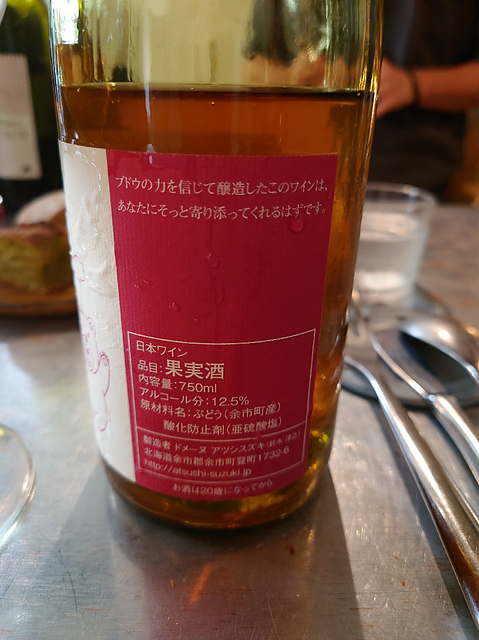 ブドウの力を信じて醸造したこのワインは、
あなたにそっと寄り添ってくれるはずです。
日本ワイン
品目:果実酒
内容量:750ml
アルコール分:12.5%
原材料名:ぶどう(余市町産)
酸化防止剤(亜硫酸塩)
製造者 ドメーヌ アツシスズキ(鈴木 淳之)
北海道余市郡余市町登町1732-6
http://atsushi-suzuki.jp
お酒は20歳になってから